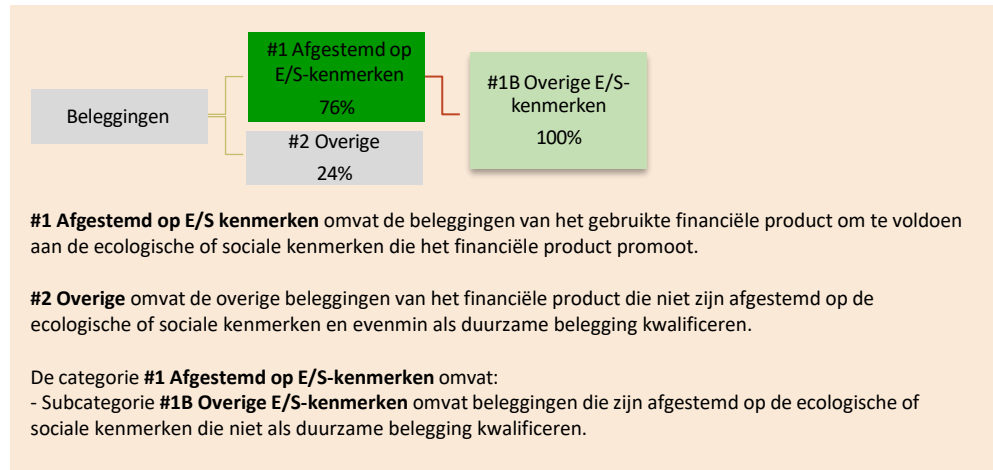 #1 Afgestemd op
E/S-kenmerken
76%
#1B Overige E/S-
kenmerken
100%
Beleggingen
#2 Overige
24%
#1 Afgestemd op E/S kenmerken omvat de beleggingen van het gebruikte financiële product om te voldoen
aan de ecologische of sociale kenmerken die het financiële product promoot.
#2 Overige omvat de overige beleggingen van het financiële product die niet zijn afgestemd op de
ecologische of sociale kenmerken en evenmin als duurzame belegging kwalificeren.
De categorie #1 Afgestemd op E/S-kenmerken omvat:
- Subcategorie #1B Overige E/S-kenmerken omvat beleggingen die zijn afgestemd op de ecologische of
sociale kenmerken die niet als duurzame belegging kwalificeren.